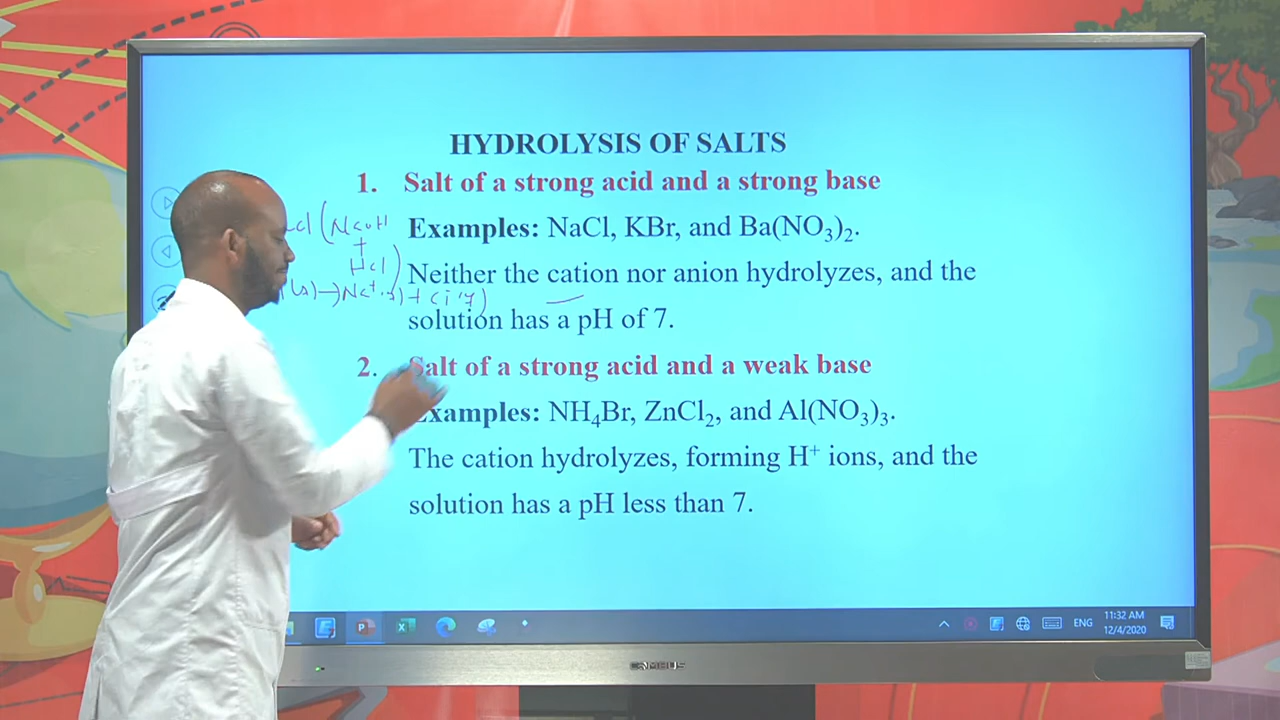 HYDROLYSIS OF SALTS
1. Salt of a strong acid and a strong base
Examples: NaCl, KBr, and Ba(NO₃)₂.
(NaOH
+
HCl)
Neither the cation nor anion hydrolyzes, and the
solution has a pH of 7.
2. Salt of a strong acid and a weak base
Examples: NH₄Br, ZnCl₂, and Al(NO₃)₃.
The cation hydrolyzes, forming H⁺ ions, and the
solution has a pH less than 7.
ENG
11:32 AM
12/4/2020